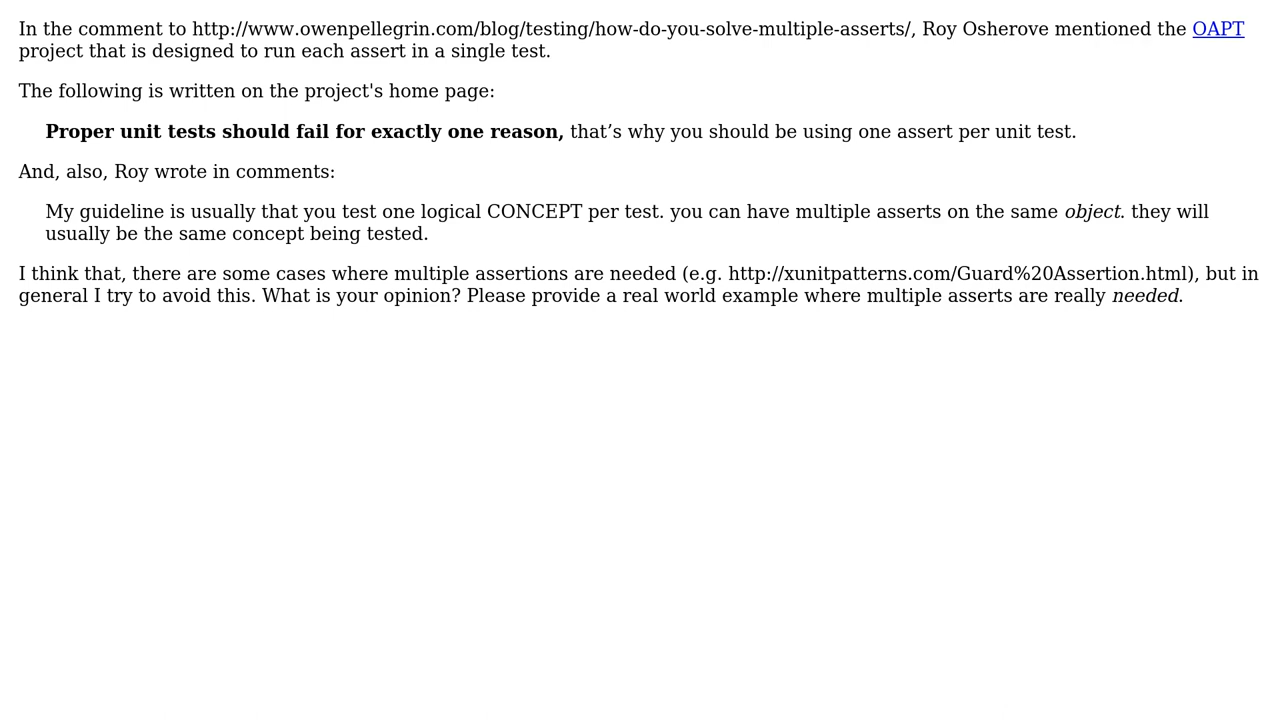 In the comment to http://www.owenpellegrin.com/blog/testing/how-do-you-solve-multiple-asserts/, Roy Osherove mentioned the OAPT
project that is designed to run each assert in a single test.
The following is written on the project's home page:
Proper unit tests should fail for exactly one reason, that’s why you should be using one assert per unit test.
And, also, Roy wrote in comments:
My guideline is usually that you test one logical CONCEPT per test. you can have multiple asserts on the same object. they will
usually be the same concept being tested.
I think that, there are some cases where multiple assertions are needed (e.g. http://xunitpatterns.com/Guard%20Assertion.html), but in
general I try to avoid this. What is your opinion? Please provide a real world example where multiple asserts are really needed.